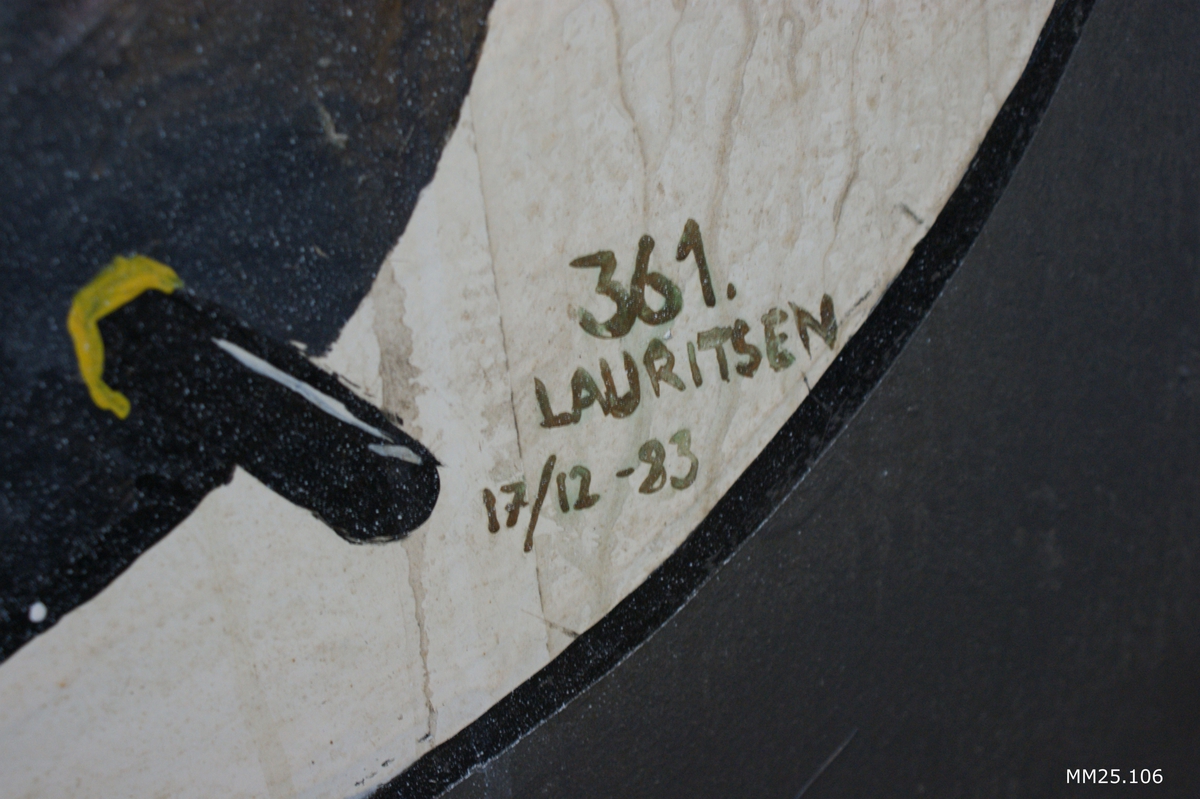 361.
LAURITSEN
17/12-83
MM25.106